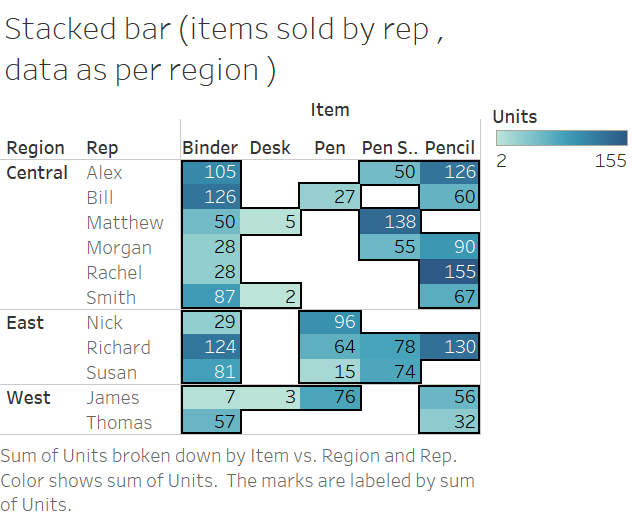 Stacked bar (items sold by rep ,
data as per region )
Item
Units
Region Rep Binder Desk Pen Pen S.. Pencil
2 155
Central Alex 105 50 126
Bill 126 27 60
Matthew 50 5 138
Morgan 28 55 90
Rachel 28 155
Smith 87 2 67
East Nick 29 96
Richard 124 64 78 130
Susan 81 15 74
West James 7 3 76 56
Thomas 57 32
Sum of Units broken down by Item vs. Region and Rep.
Color shows sum of Units. The marks are labeled by sum
of Units.